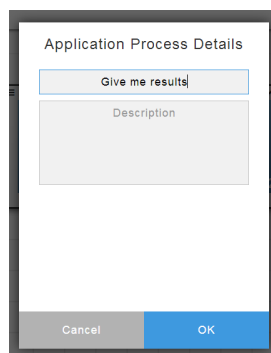 Application Process Details
Give me results
Description
Cancel
OK